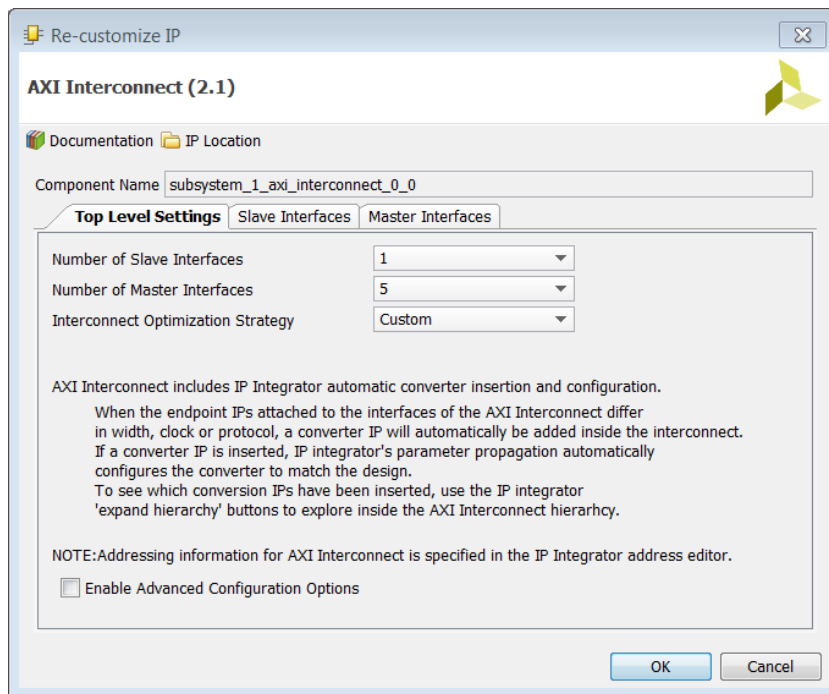 Re-customize IP
AXI Interconnect (2.1)
Documentation IP Location
Component Name subsystem_1_axi_interconnect_0_0
Top Level Settings Slave Interfaces Master Interfaces
Number of Slave Interfaces 1
Number of Master Interfaces 5
Interconnect Optimization Strategy Custom
AXI Interconnect includes IP Integrator automatic converter insertion and configuration.
When the endpoint IPs attached to the interfaces of the AXI Interconnect differ
in width, clock or protocol, a converter IP will automatically be added inside the interconnect.
If a converter IP is inserted, IP integrator's parameter propagation automatically
configures the converter to match the design.
To see which conversion IPs have been inserted, use the IP integrator
'expand hierarchy' buttons to explore inside the AXI Interconnect hierarhcy.
NOTE:Addressing information for AXI Interconnect is specified in the IP Integrator address editor.
Enable Advanced Configuration Options
OK Cancel